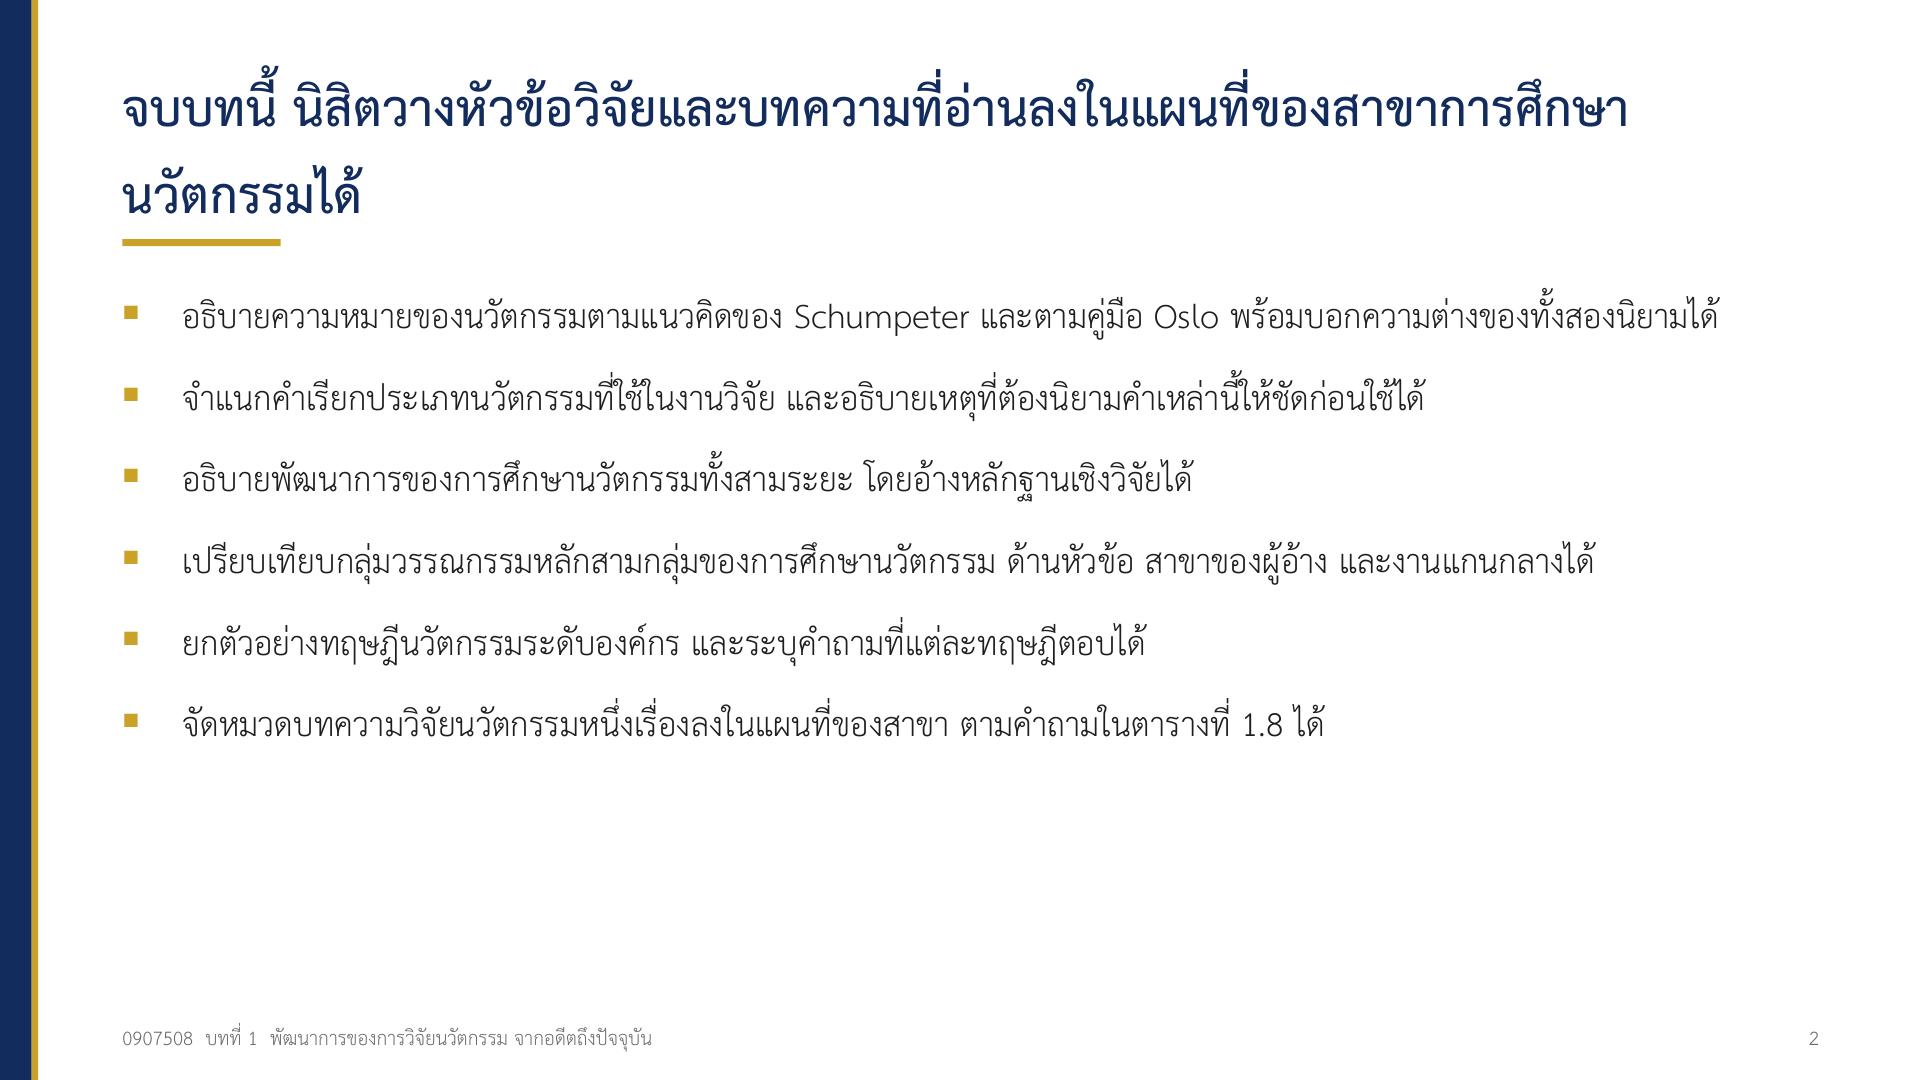 จบบทนี้ นิสิตวางหัวข้อวิจัยและบทความที่อ่านลงในแผนที่ของสาขาการศึกษา
นวัตกรรมได้
▪ อธิบายความหมายของนวัตกรรมตามแนวคิดของ Schumpeter และตามคู่มือ Oslo พร้อมบอกความต่างของทั้งสองนิยามได้
▪ จำแนกคำเรียกประเภทนวัตกรรมที่ใช้ในงานวิจัย และอธิบายเหตุที่ต้องนิยามคำเหล่านี้ให้ชัดก่อนใช้ได้
▪ อธิบายพัฒนาการของการศึกษานวัตกรรมทั้งสามระยะ โดยอ้างหลักฐานเชิงวิจัยได้
▪ เปรียบเทียบกลุ่มวรรณกรรมหลักสามกลุ่มของการศึกษานวัตกรรม ด้านหัวข้อ สาขาของผู้อ้าง และงานแกนกลางได้
▪ ยกตัวอย่างทฤษฎีนวัตกรรมระดับองค์กร และระบุคำถามที่แต่ละทฤษฎีตอบได้
▪ จัดหมวดบทความวิจัยนวัตกรรมหนึ่งเรื่องลงในแผนที่ของสาขา ตามคำถามในตารางที่ 1.8 ได้
0907508 บทที่ 1 พัฒนาการของการวิจัยนวัตกรรม จากอดีตถึงปัจจุบัน
2